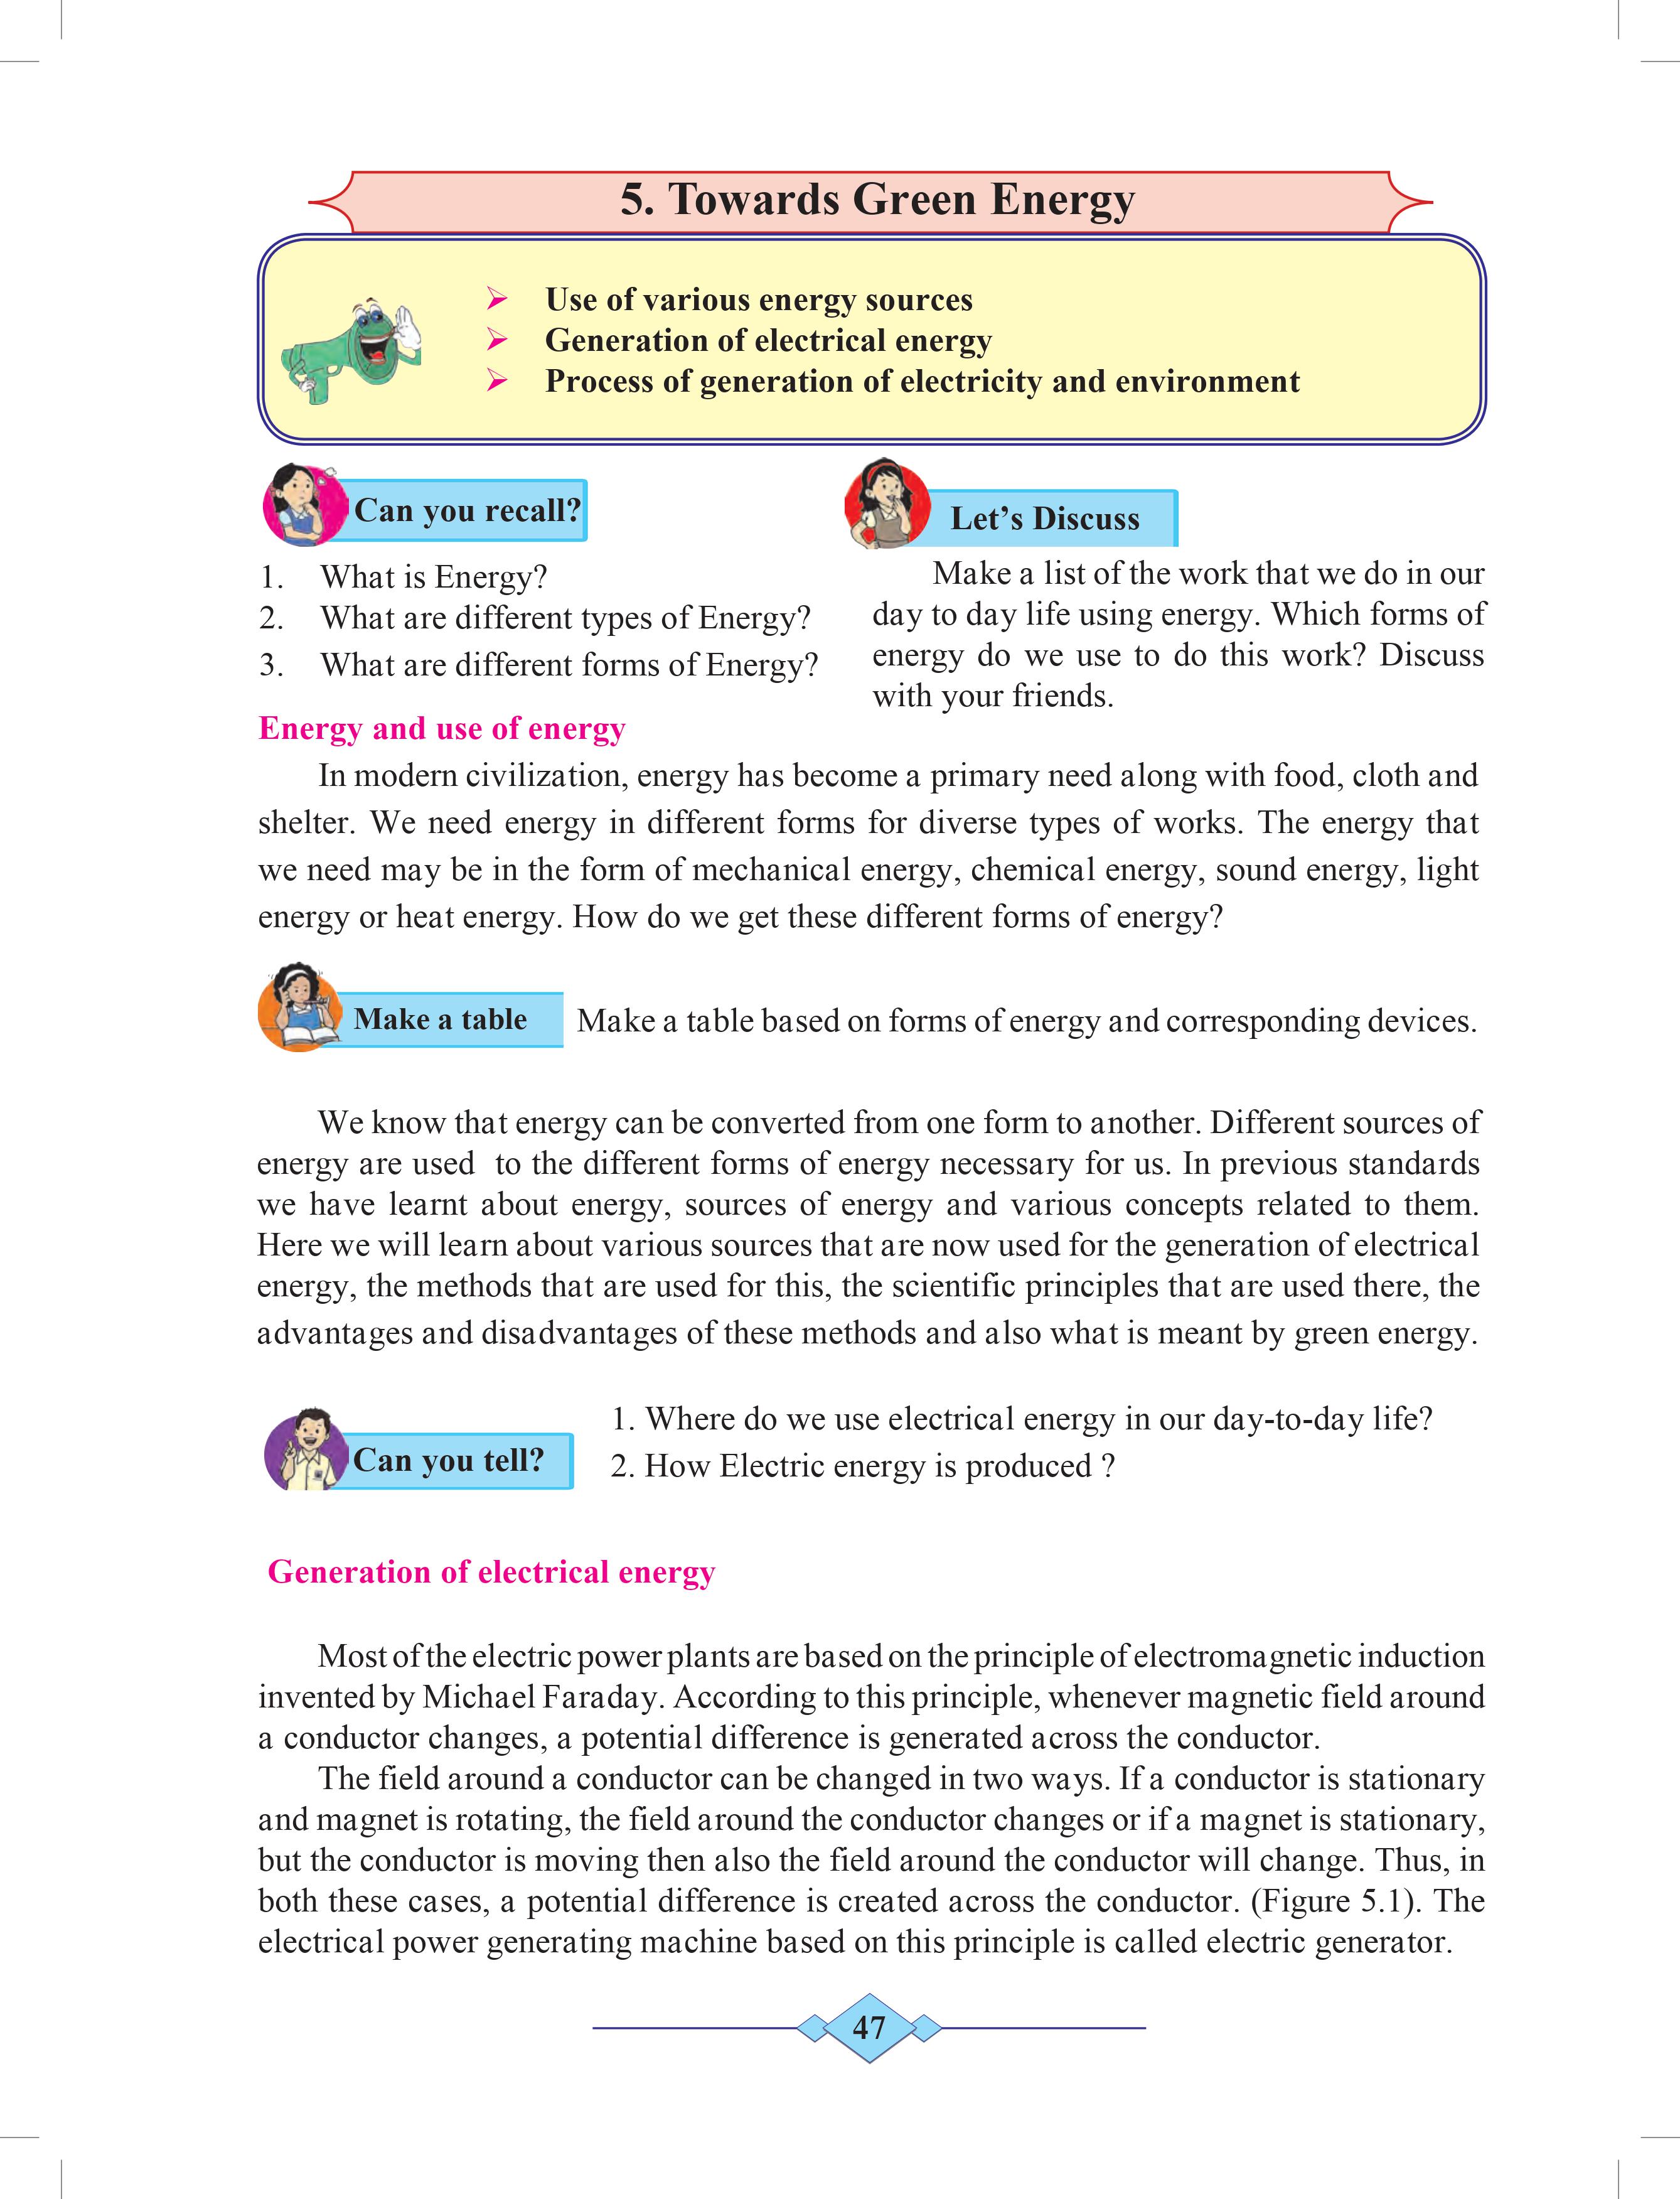 5. Towards Green Energy
➢ Use of various energy sources
➢ Generation of electrical energy
➢ Process of generation of electricity and environment
Can you recall?
1. What is Energy?
2. What are different types of Energy?
3. What are different forms of Energy?
Let’s Discuss
Make a list of the work that we do in our
day to day life using energy. Which forms of
energy do we use to do this work? Discuss
with your friends.
Energy and use of energy
In modern civilization, energy has become a primary need along with food, cloth and
shelter. We need energy in different forms for diverse types of works. The energy that
we need may be in the form of mechanical energy, chemical energy, sound energy, light
energy or heat energy. How do we get these different forms of energy?
Make a table
Make a table based on forms of energy and corresponding devices.
We know that energy can be converted from one form to another. Different sources of
energy are used to the different forms of energy necessary for us. In previous standards
we have learnt about energy, sources of energy and various concepts related to them.
Here we will learn about various sources that are now used for the generation of electrical
energy, the methods that are used for this, the scientific principles that are used there, the
advantages and disadvantages of these methods and also what is meant by green energy.
Can you tell?
1. Where do we use electrical energy in our day-to-day life?
2. How Electric energy is produced ?
Generation of electrical energy
Most of the electric power plants are based on the principle of electromagnetic induction
invented by Michael Faraday. According to this principle, whenever magnetic field around
a conductor changes, a potential difference is generated across the conductor.
The field around a conductor can be changed in two ways. If a conductor is stationary
and magnet is rotating, the field around the conductor changes or if a magnet is stationary,
but the conductor is moving then also the field around the conductor will change. Thus, in
both these cases, a potential difference is created across the conductor. (Figure 5.1). The
electrical power generating machine based on this principle is called electric generator.
47